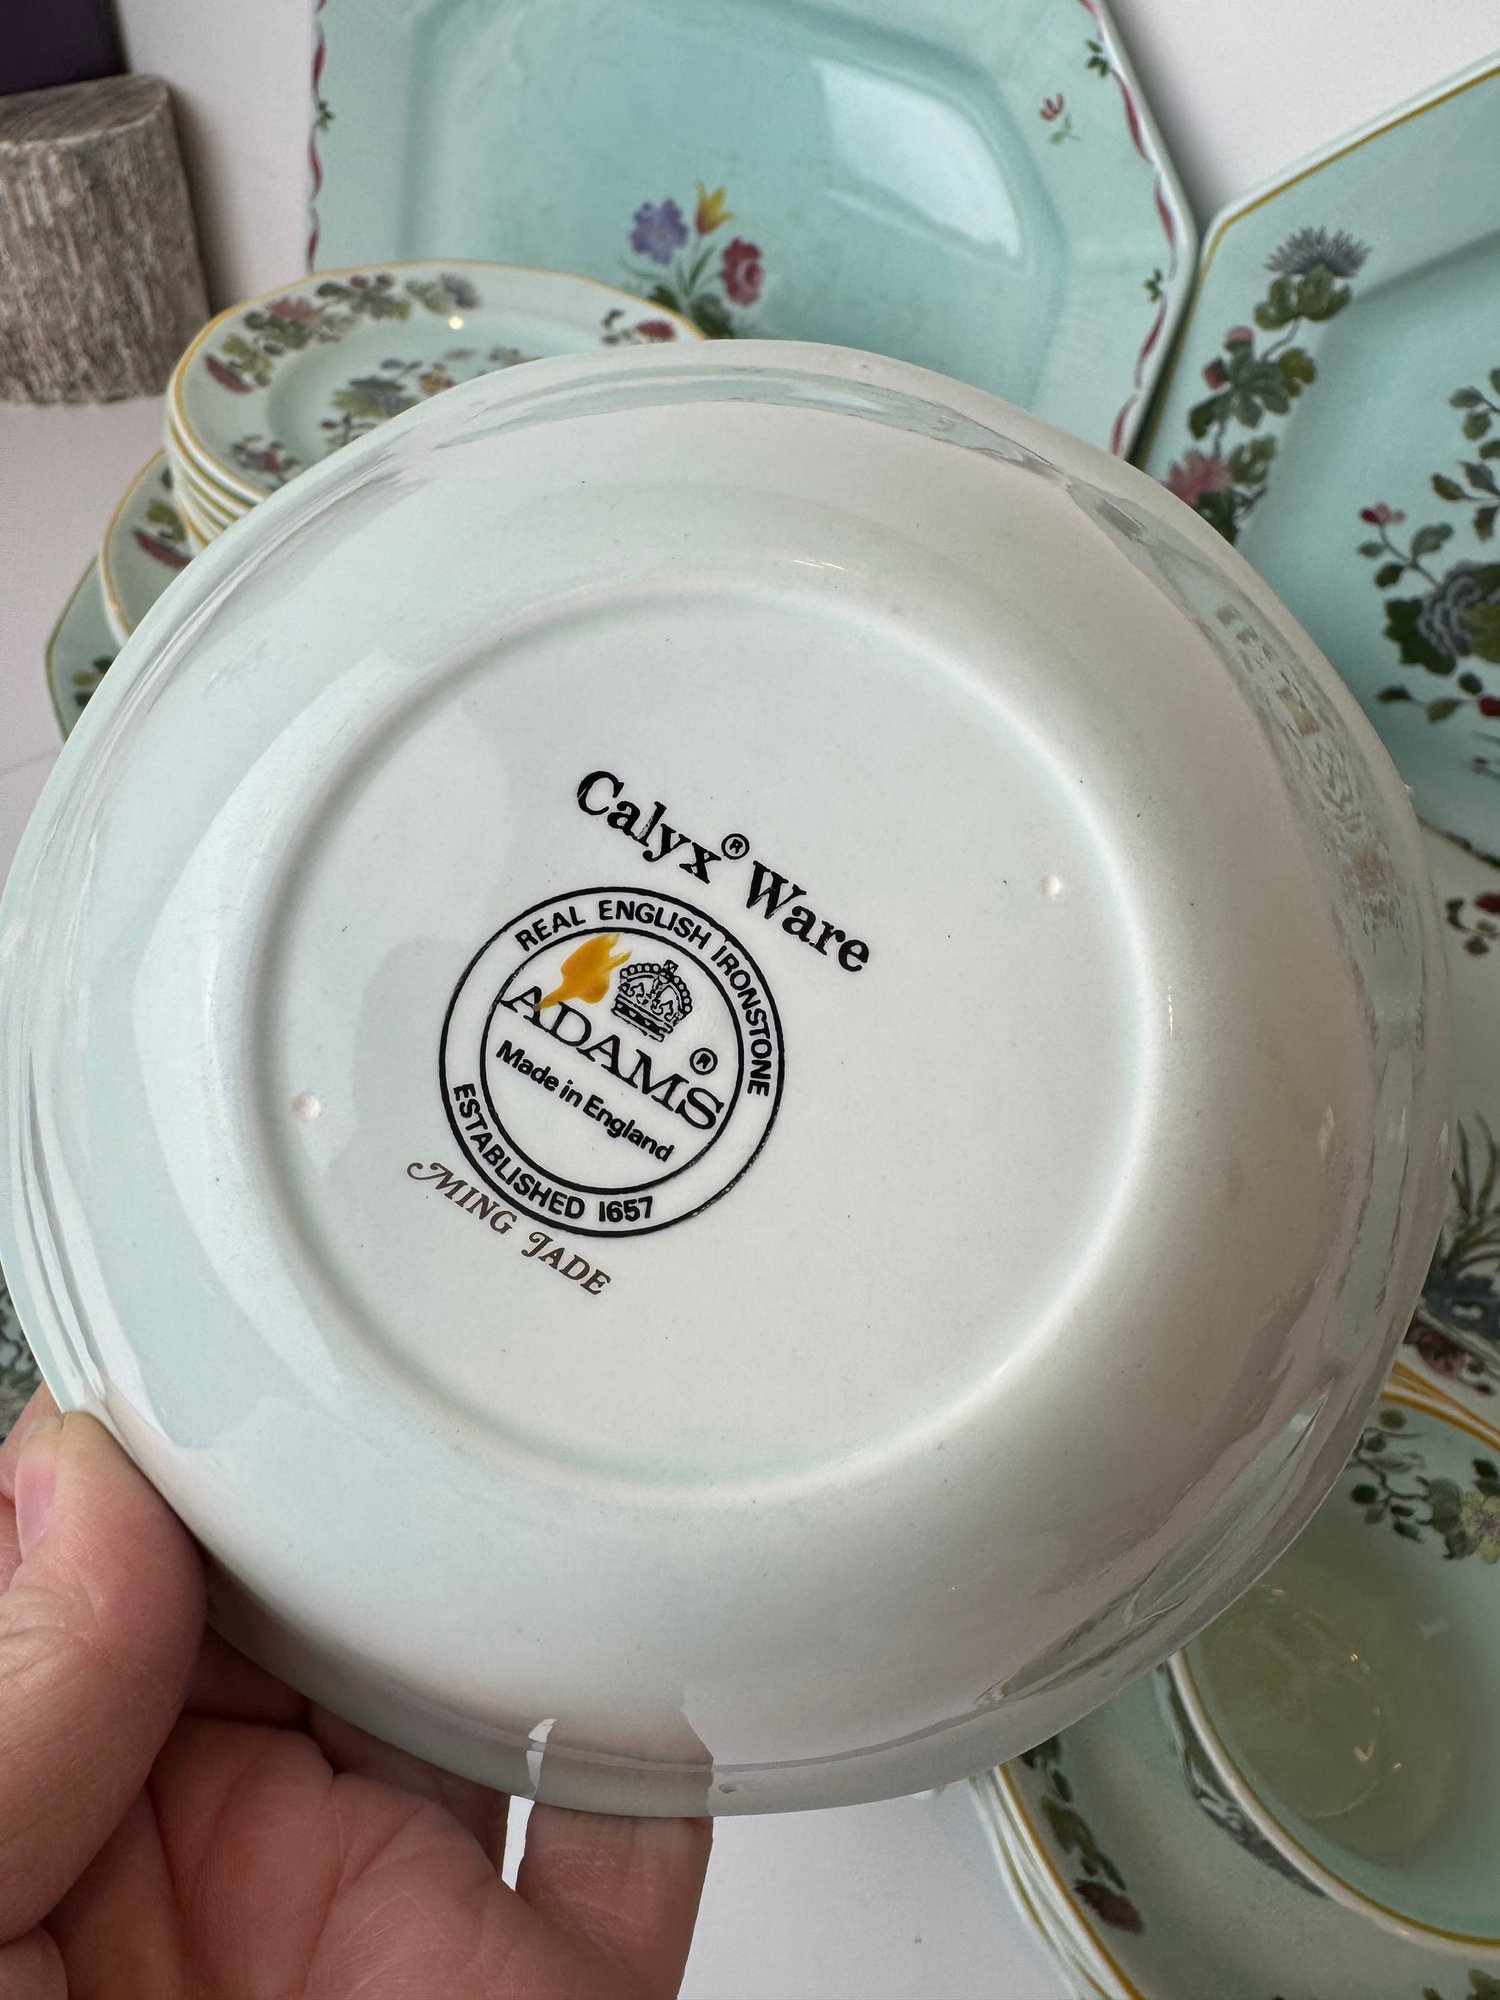 Calyx® Ware
REAL ENGLISH IRONSTONE
ADAMS®
Made in England
ESTABLISHED 1657
MING JADE